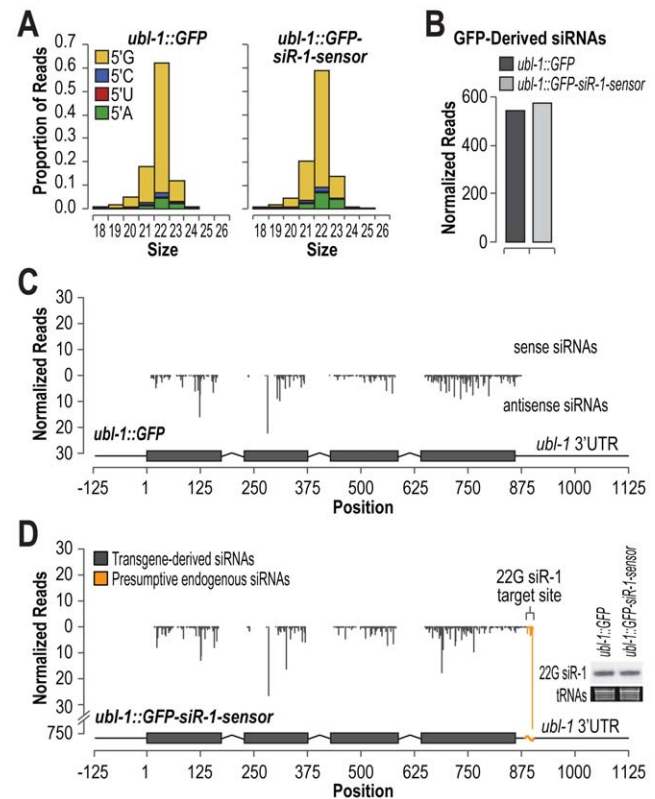 A
B
ubl-1::GFP
ubl-1::GFP-
siR-1-sensor
GFP-Derived siRNAs
ubl-1::GFP
ubl-1::GFP-siR-1-sensor
Proportion of Reads
0.7
0.6
0.5
0.4
0.3
0.2
0.1
0.0
5'G
5'C
5'U
5'A
18 19 20 21 22 23 24 25 26
Size
18 19 20 21 22 23 24 25 26
Size
Normalized Reads
600
400
200
0
C
Normalized Reads
30
20
10
0
10
20
30
sense siRNAs
antisense siRNAs
ubl-1::GFP
ubl-1 3'UTR
-125 1 125 250 375 500 625 750 875 1000 1125
Position
D
Normalized Reads
30
20
10
0
10
20
30
750
Transgene-derived siRNAs
Presumptive endogenous siRNAs
22G siR-1
target site
ubl-1::GFP
ubl-1::GFP-siR-1-sensor
22G siR-1
tRNAs
ubl-1::GFP-siR-1-sensor
ubl-1 3'UTR
-125 1 125 250 375 500 625 750 875 1000 1125
Position